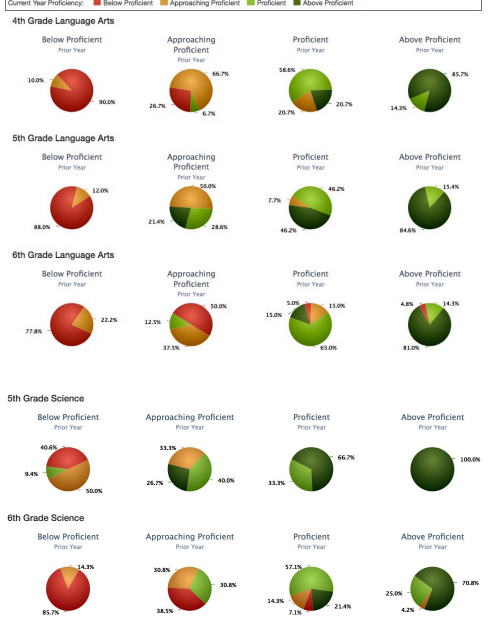 Current Year Proficiency: Below Proficient Approaching Proficient Proficient Above Proficient
4th Grade Language Arts
Below Proficient Approaching Proficient Above Proficient
Proficient
Prior Year Prior Year Prior Year Prior Year
10.0% 90.0% 66.7% 26.7% 6.7% 58.6% 20.7% 20.7% 85.7% 14.3%
5th Grade Language Arts
Below Proficient Approaching Proficient Above Proficient
Proficient
Prior Year Prior Year Prior Year Prior Year
12.0% 88.0% 50.0% 21.4% 28.6% 46.2% 7.7% 46.2% 15.4% 84.6%
6th Grade Language Arts
Below Proficient Approaching Proficient Above Proficient
Proficient
Prior Year Prior Year Prior Year Prior Year
22.2% 77.8% 50.0% 12.5% 37.5% 5.0% 15.0% 15.0% 65.0% 4.8% 14.3% 81.0%
5th Grade Science
Below Proficient Approaching Proficient Proficient Above Proficient
Prior Year Prior Year Prior Year Prior Year
40.6% 9.4% 50.0% 33.3% 26.7% 40.0% 66.7% 33.3% 100.0%
6th Grade Science
Below Proficient Approaching Proficient Proficient Above Proficient
Prior Year Prior Year Prior Year Prior Year
14.3% 85.7% 30.8% 30.8% 38.5% 57.1% 14.3% 7.1% 21.4% 70.8% 25.0% 4.2%